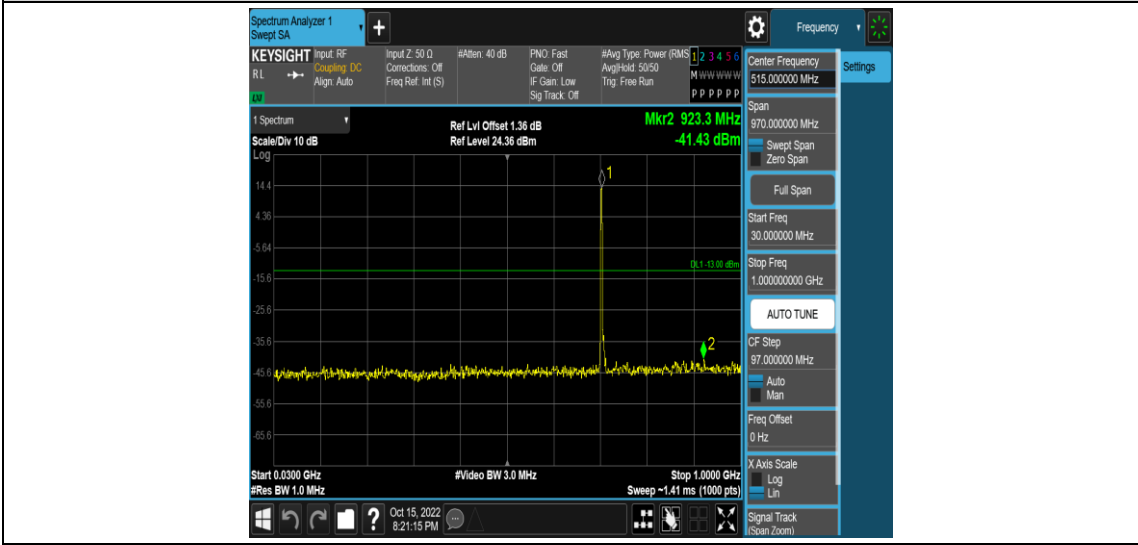 Spectrum Analyzer 1
Swept SA
+
Frequency
KEYSIGHT
RL
Input: RF
Coupling: DC
Align: Auto
Input Z: 50 Ω
Corrections: Off
Freq Ref: Int (S)
#Atten: 40 dB
PNO: Fast
Gate: Off
IF Gain: Low
Sig Track: Off
#Avg Type: Power (RMS
Avg|Hold: 50/50
Trig: Free Run
1 2 3 4 5 6
M W W W W W
P P P P P P
1 Spectrum
Scale/Div 10 dB
Log
Ref Lvl Offset 1.36 dB
Ref Level 24.36 dBm
Mkr2 923.3 MHz
-41.43 dBm
1
14.4
4.36
-5.64
DL1 -13.00 dBm
-15.6
-25.6
-35.6
2
-45.6
-55.6
-65.6
Start 0.0300 GHz
#Res BW 1.0 MHz
#Video BW 3.0 MHz
Stop 1.0000 GHz
Sweep ~1.41 ms (1000 pts)
?
Oct 15, 2022
8:21:15 PM
Center Frequency
515.000000 MHz
Settings
Span
970.000000 MHz
Swept Span
Zero Span
Full Span
Start Freq
30.000000 MHz
Stop Freq
1.000000000 GHz
AUTO TUNE
CF Step
97.000000 MHz
Auto
Man
Freq Offset
0 Hz
X Axis Scale
Log
Lin
Signal Track
(Span Zoom)